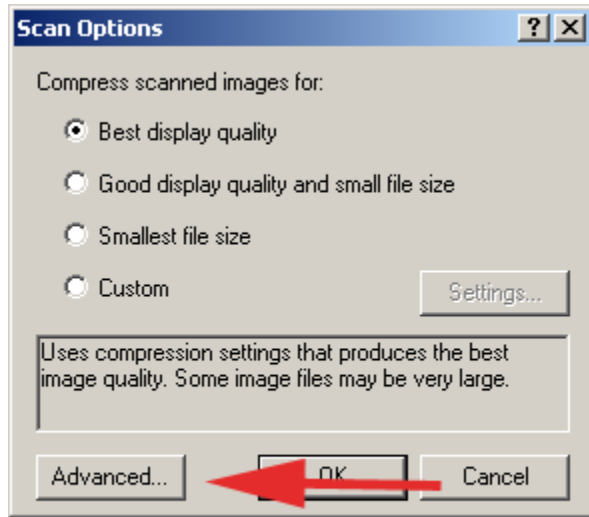 Scan Options
Compress scanned images for:
Best display quality
Good display quality and small file size
Smallest file size
Custom
Settings...
Uses compression settings that produces the best
image quality. Some image files may be very large.
Advanced...
OK
Cancel